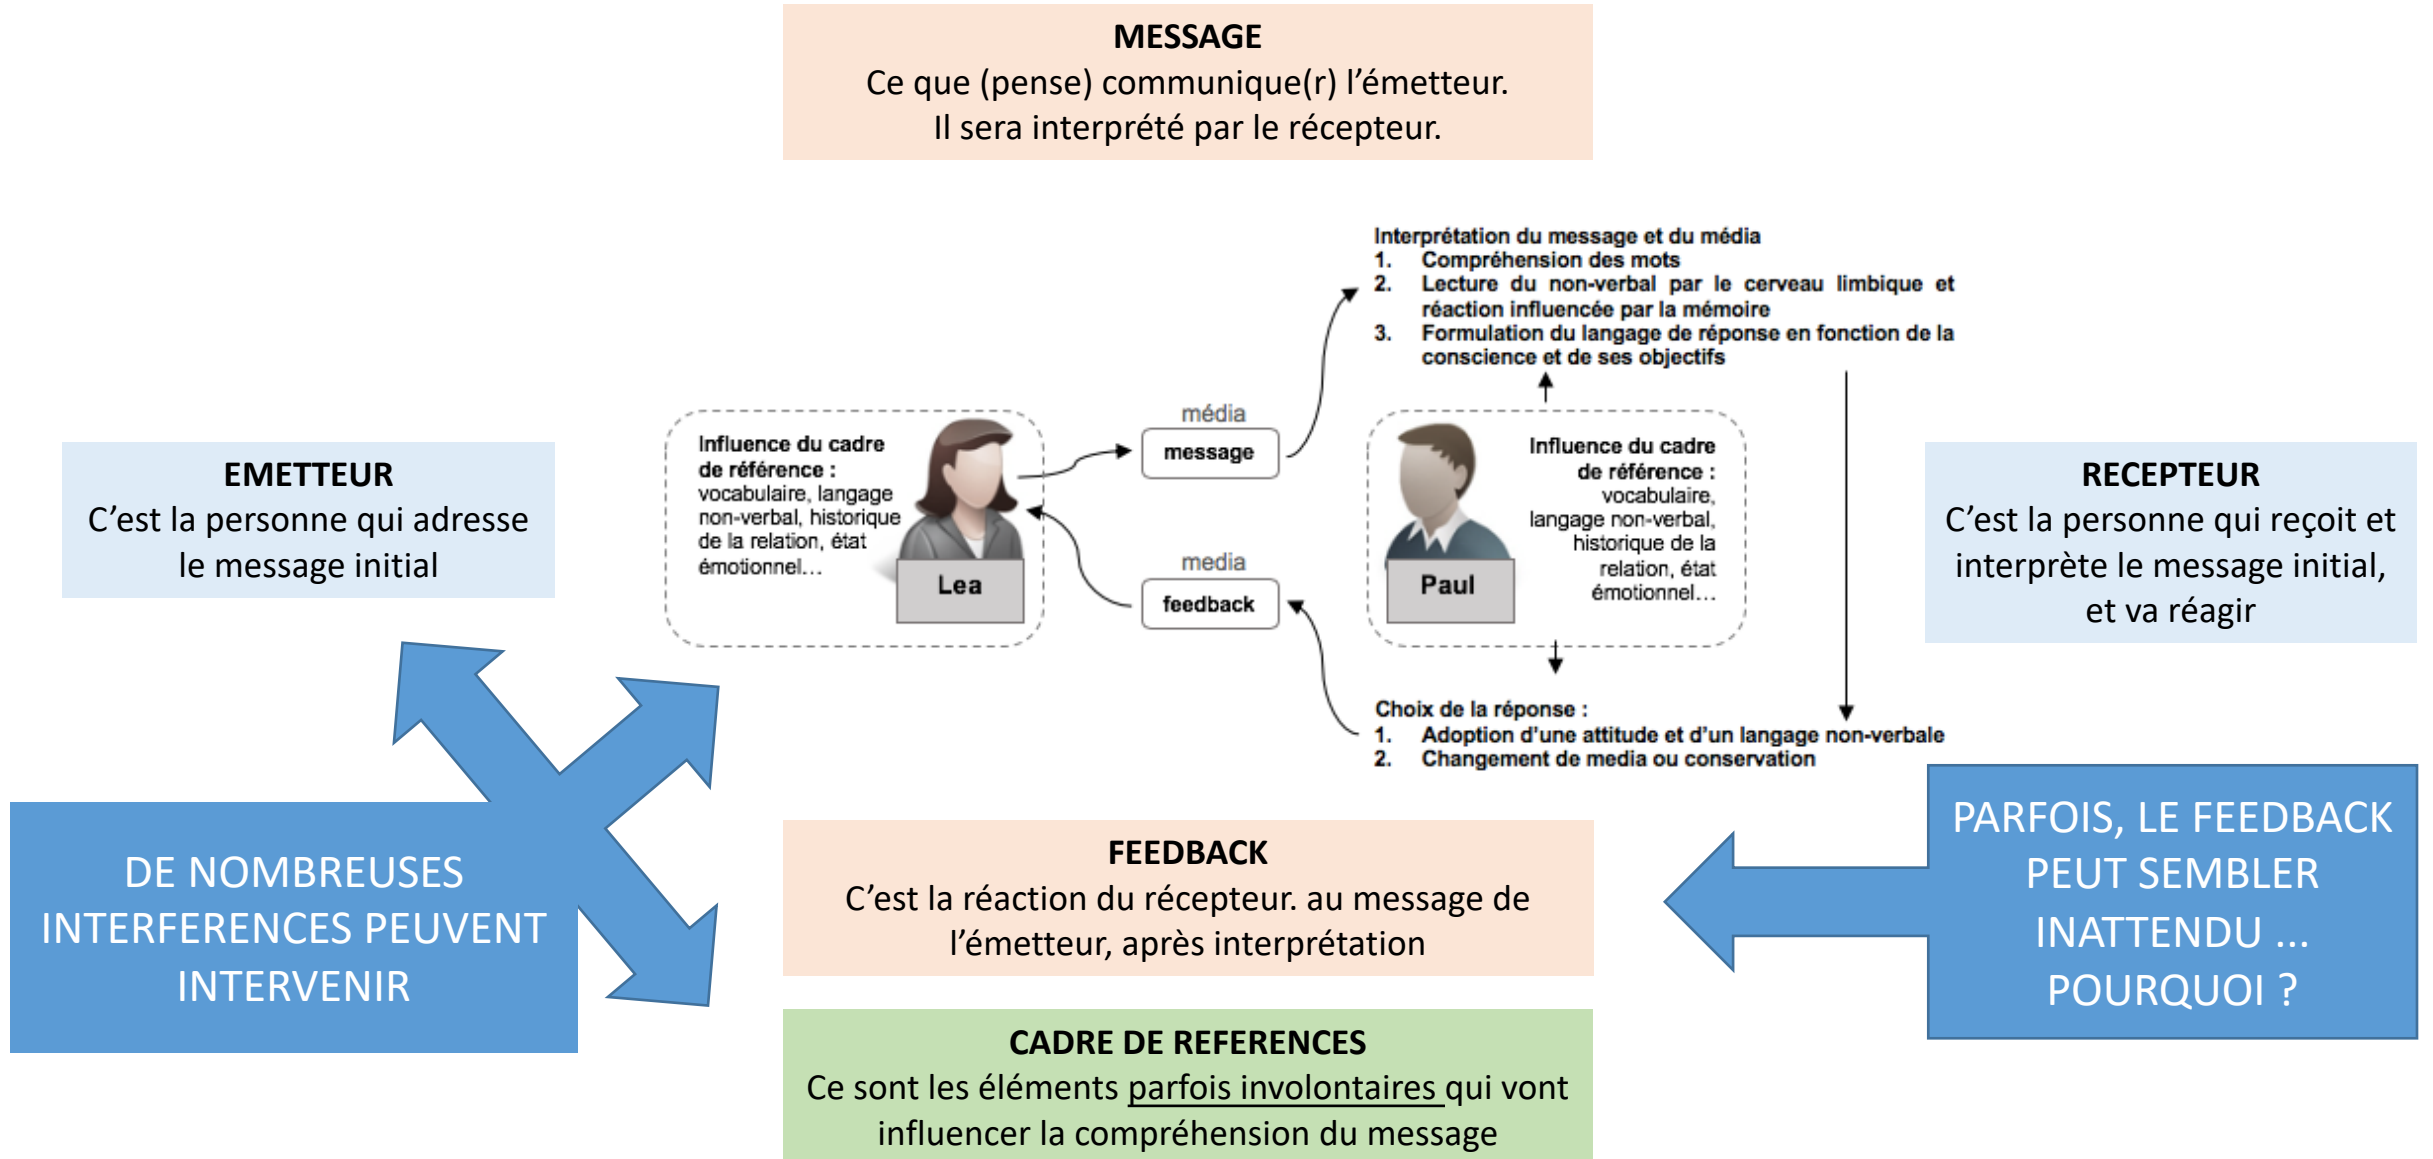 MESSAGE
Ce que (pense) communique(r) l’émetteur.
Il sera interprété par le récepteur.
Interprétation du message et du média
1. Compréhension des mots
2. Lecture du non-verbal par le cerveau limbique et
réaction influencée par la mémoire
3. Formulation du langage de réponse en fonction de la
conscience et de ses objectifs
EMETTEUR
C’est la personne qui adresse
le message initial
Influence du cadre
de référence :
vocabulaire, langage
non-verbal, historique
de la relation, état
émotionnel…
Lea
média
message
media
feedback
Paul
Influence du cadre
de référence :
vocabulaire,
langage non-verbal,
historique de la
relation, état
émotionnel…
RECEPTEUR
C’est la personne qui reçoit et
interprète le message initial,
et va réagir
Choix de la réponse :
1. Adoption d’une attitude et d’un langage non-verbale
2. Changement de media ou conservation
DE NOMBREUSES
INTERFERENCES PEUVENT
INTERVENIR
FEEDBACK
C’est la réaction du récepteur. au message de
l’émetteur, après interprétation
PARFOIS, LE FEEDBACK
PEUT SEMBLER
INATTENDU ...
POURQUOI ?
CADRE DE REFERENCES
Ce sont les éléments parfois involontaires qui vont
influencer la compréhension du message